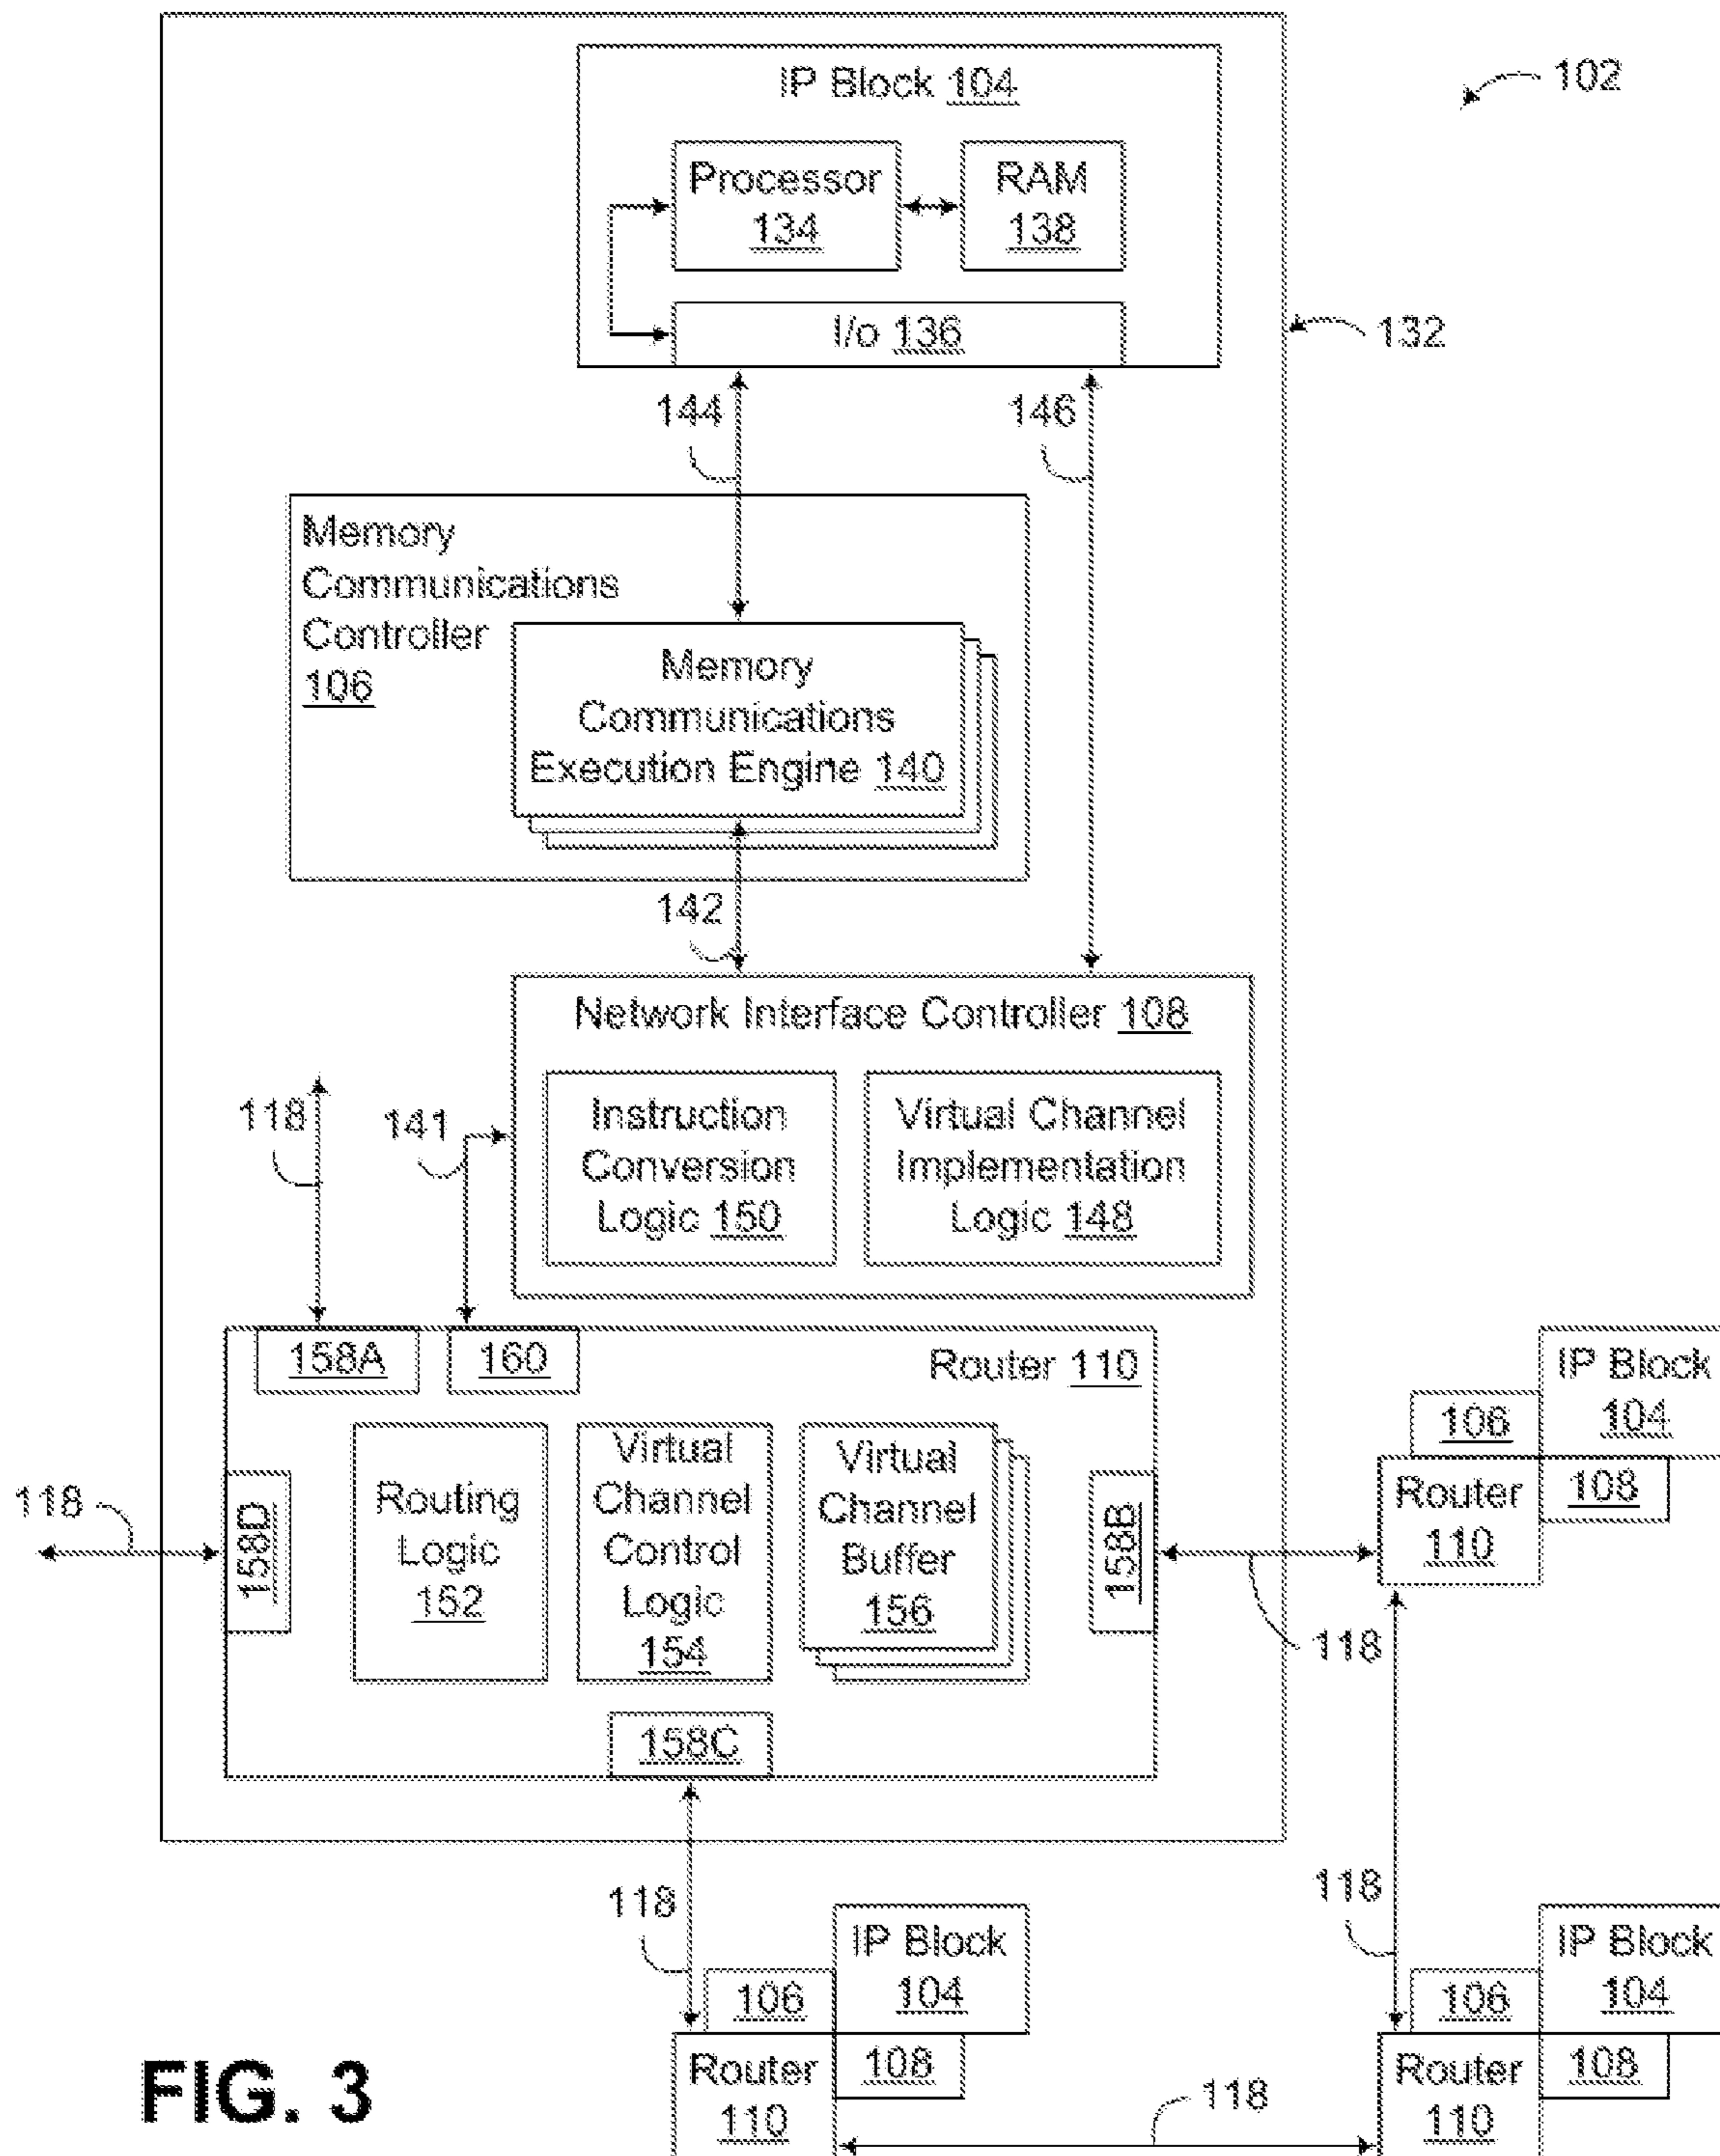 IP Block 104
102
Processor
134
RAM
138
I/o 136
132
144
146
Memory
Communications
Controller
106
Memory
Communications
Execution Engine 140
142
Network Interface Controller 108
118
141
Instruction
Conversion
Logic 150
Virtual Channel
Implementation
Logic 148
158A
160
Router 110
IP Block
104
106
Router
110
108
118
158D
Routing
Logic
152
Virtual
Channel
Control
Logic
154
Virtual
Channel
Buffer
156
158B
118
158C
118
118
IP Block
104
106
Router
110
108
IP Block
104
106
Router
110
108
118
FIG. 3